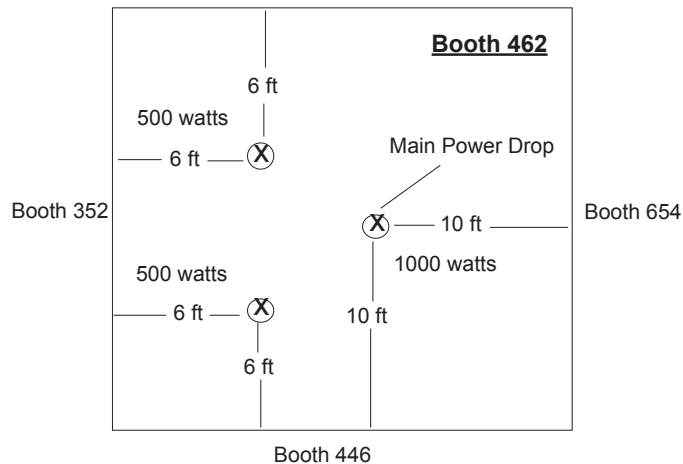 Booth 462
6 ft
500 watts
X
6 ft
Main Power Drop
Booth 352
X
10 ft
Booth 654
1000 watts
500 watts
X
6 ft
10 ft
6 ft
Booth 446